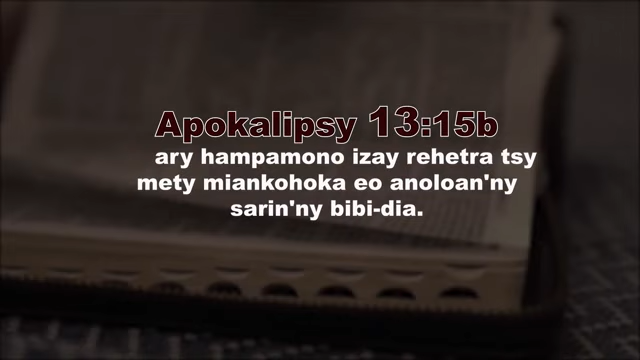 Apokalipsy 13:15b
ary hampamono izay rehetra tsy
mety miankohoka eo anoloan'ny
sarin'ny bibi-dia.